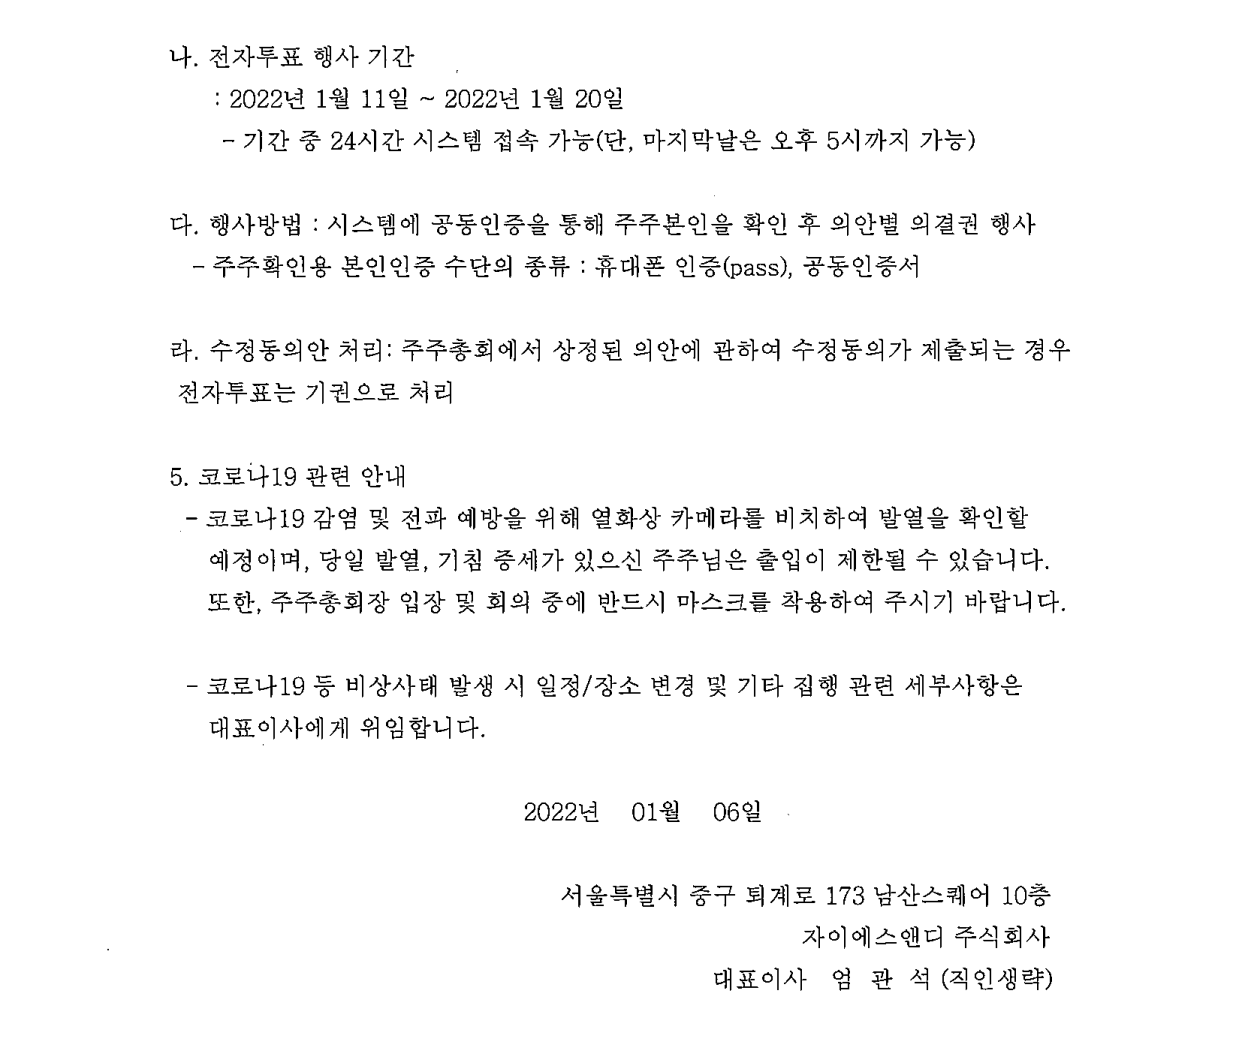 나. 전자투표 행사 기간
: 2022년 1월 11일 ~ 2022년 1월 20일
- 기간 중 24시간 시스템 접속 가능(단, 마지막날은 오후 5시까지 가능)
다. 행사방법 : 시스템에 공동인증을 통해 주주본인을 확인 후 의안별 의결권 행사
- 주주확인용 본인인증 수단의 종류 : 휴대폰 인증(pass), 공동인증서
라. 수정동의안 처리: 주주총회에서 상정된 의안에 관하여 수정동의가 제출되는 경우
전자투표는 기권으로 처리
5. 코로나19 관련 안내
- 코로나19 감염 및 전파 예방을 위해 열화상 카메라를 비치하여 발열을 확인할
예정이며, 당일 발열, 기침 증세가 있으신 주주님은 출입이 제한될 수 있습니다.
또한, 주주총회장 입장 및 회의 중에 반드시 마스크를 착용하여 주시기 바랍니다.
- 코로나19 등 비상사태 발생 시 일정/장소 변경 및 기타 집행 관련 세부사항은
대표이사에게 위임합니다.
2022년 01월 06일
서울특별시 중구 퇴계로 173 남산스퀘어 10층
자이에스앤디 주식회사
대표이사 엄 관 석 (직인생략)